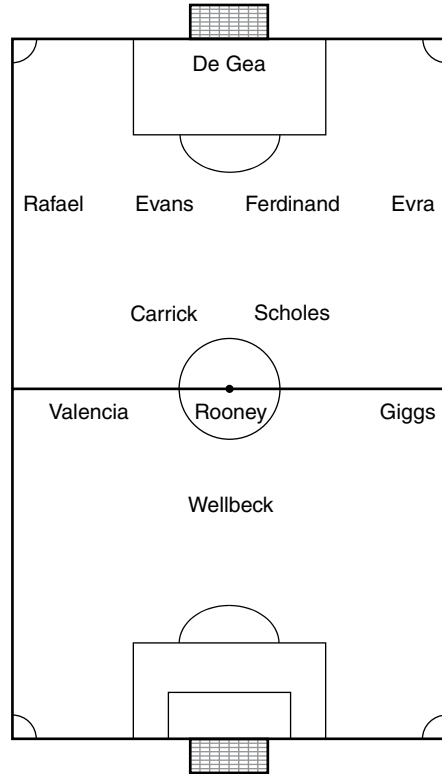 De Gea
Rafael Evans Ferdinand Evra
Carrick Scholes
Valencia Rooney Giggs
Wellbeck